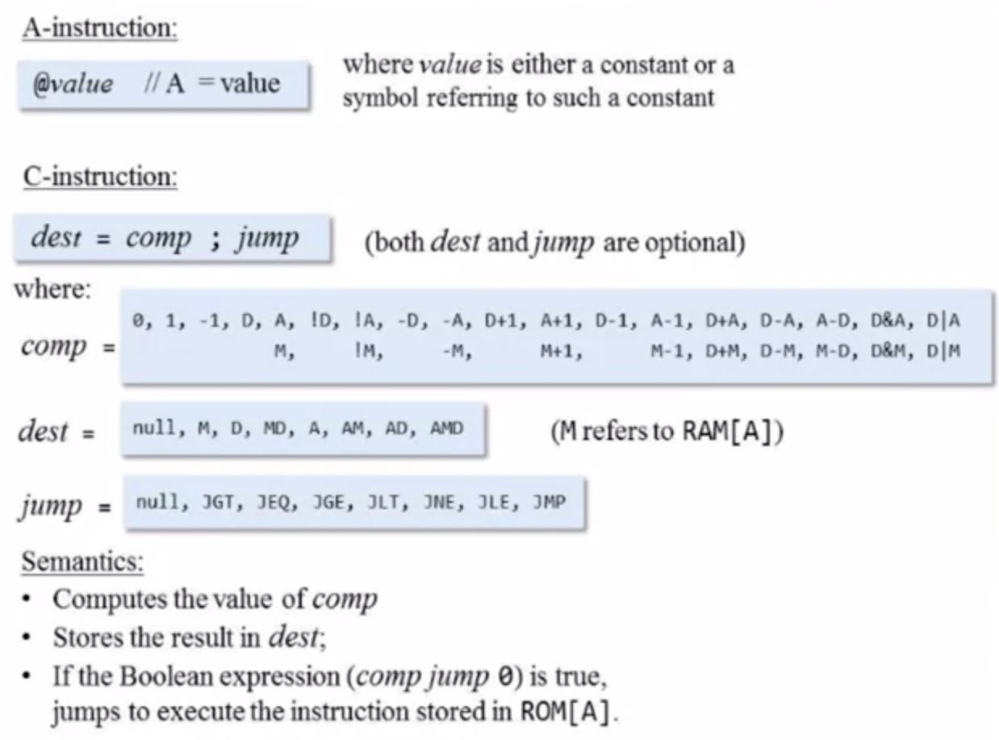 A-instruction:
@value // A = value
where value is either a constant or a
symbol referring to such a constant
C-instruction:
dest = comp ; jump
(both dest and jump are optional)
where:
comp =
0, 1, -1, D, A, !D, !A, -D, -A, D+1, A+1, D-1, A-1, D+A, D-A, A-D, D&A, D|A
M, !M, -M, M+1, M-1, D+M, D-M, M-D, D&M, D|M
dest =
null, M, D, MD, A, AM, AD, AMD
(M refers to RAM[A])
jump =
null, JGT, JEQ, JGE, JLT, JNE, JLE, JMP
Semantics:
• Computes the value of comp
• Stores the result in dest;
• If the Boolean expression (comp jump 0) is true,
jumps to execute the instruction stored in ROM[A].